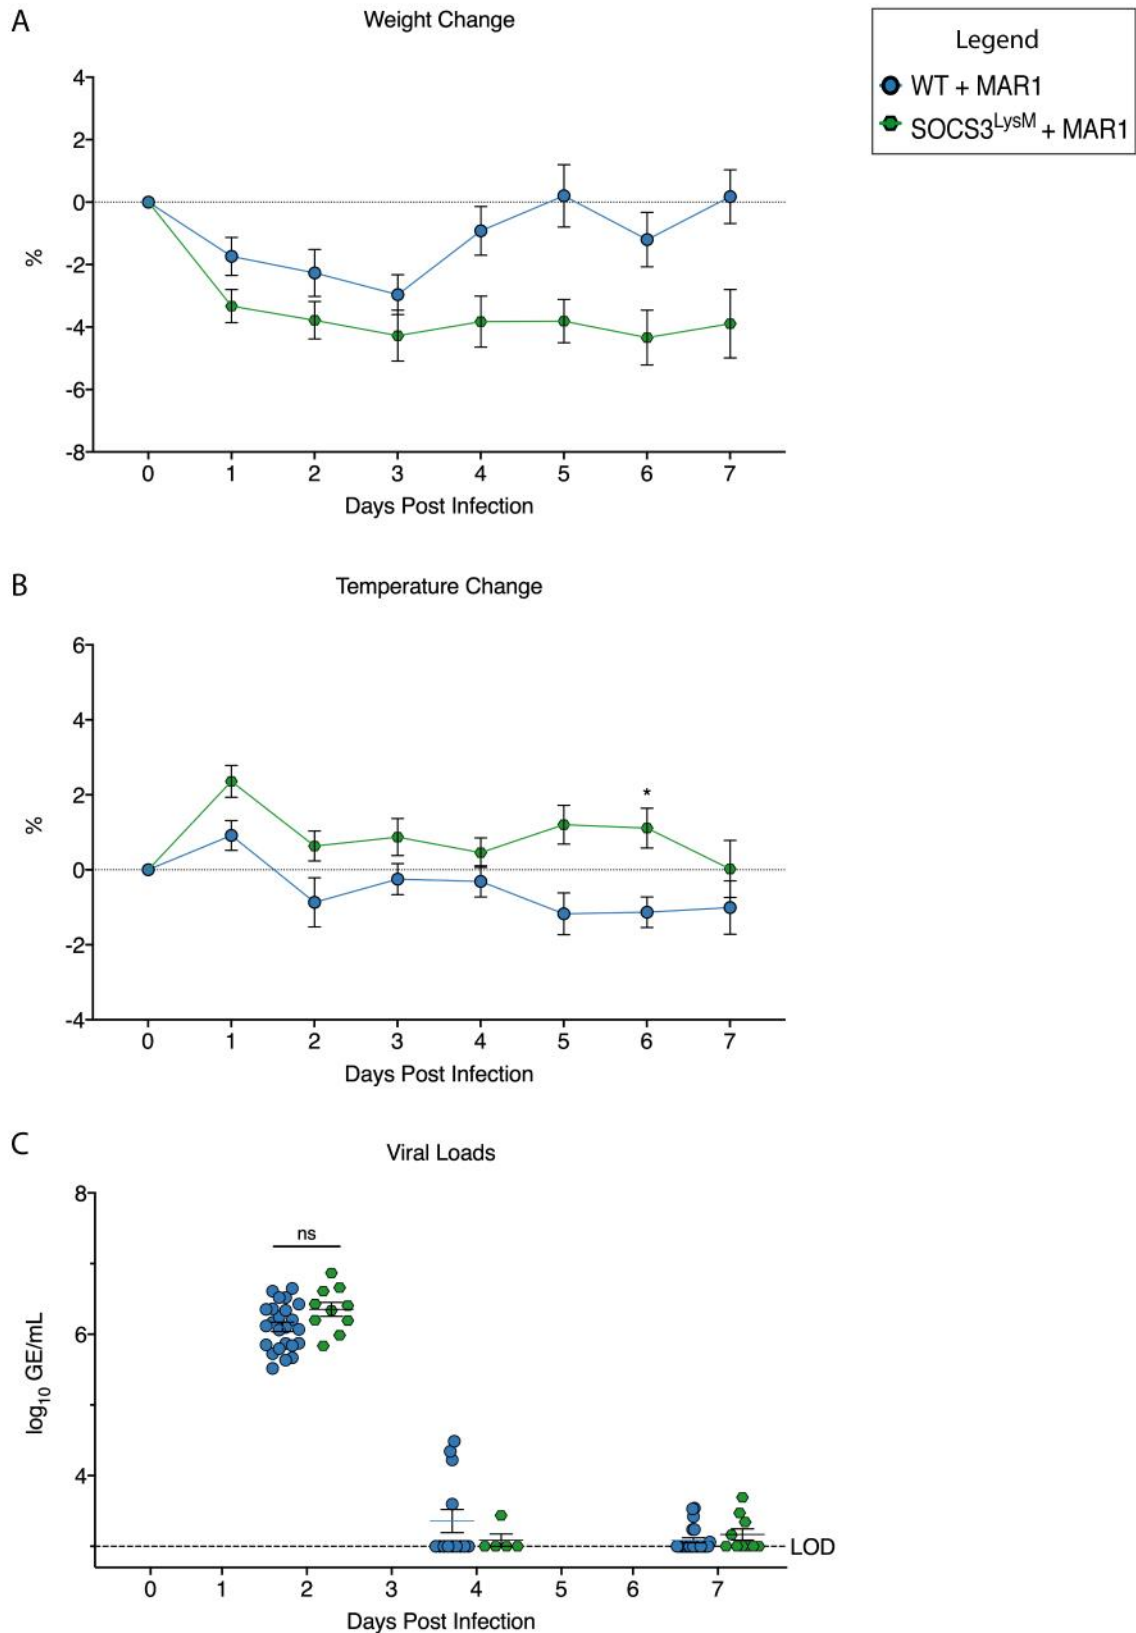 A
Weight Change
Legend
WT + MAR1
SOCS3LysM + MAR1
4
2
0
-2
-4
-6
-8
%
0 1 2 3 4 5 6 7
Days Post Infection
B
Temperature Change
6
4
2
0
-2
-4
%
*
0 1 2 3 4 5 6 7
Days Post Infection
C
Viral Loads
8
6
4
log10 GE/mL
ns
LOD
0 1 2 3 4 5 6 7
Days Post Infection